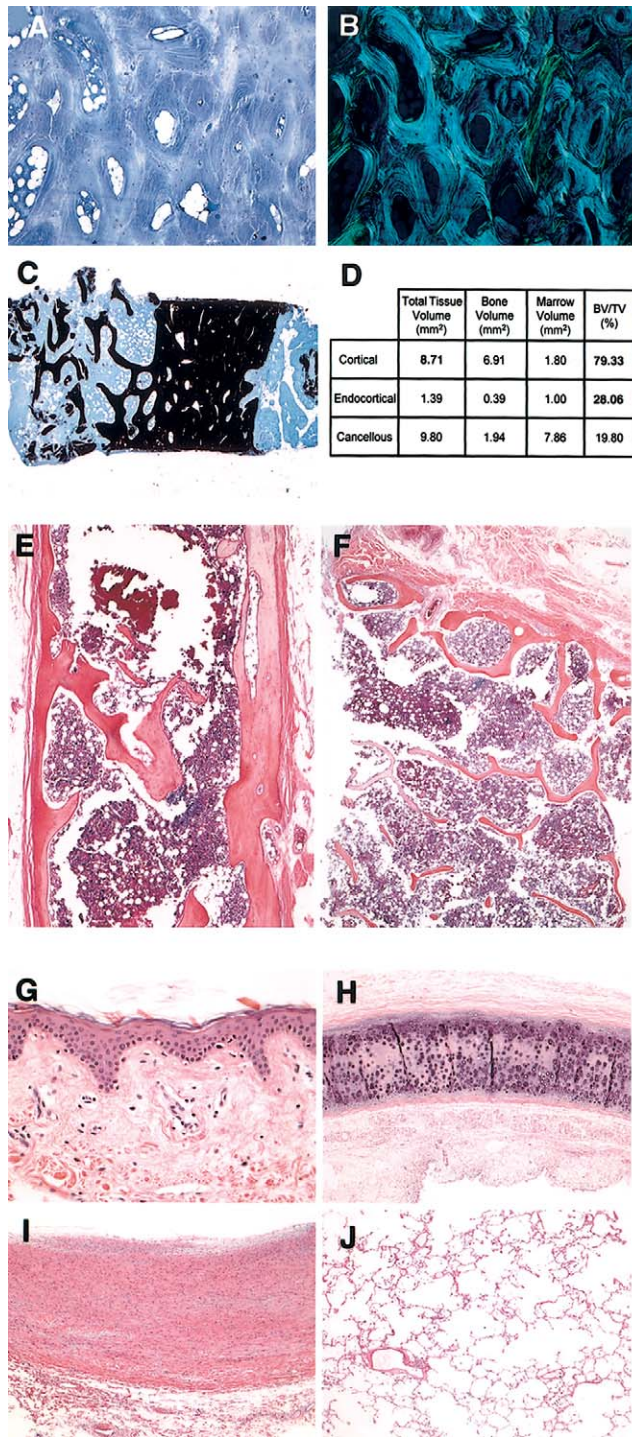 A
B
C
D
Total Tissue Volume (mm²) Bone Volume (mm²) Marrow Volume (mm²) BV/TV (%)
Cortical 8.71 6.91 1.80 79.33
Endocortical 1.39 0.39 1.00 28.06
Cancellous 9.80 1.94 7.86 19.80
E
F
G
H
I
J